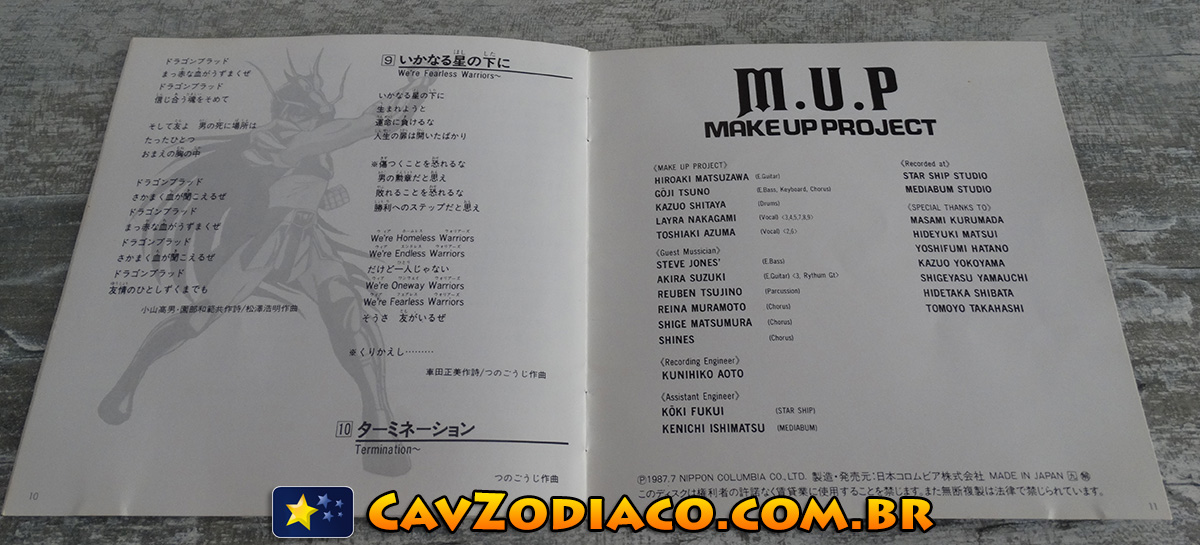 ドラゴンブラッド
まっ赤な血がうずまくぜ
ドラゴンブラッド
信じ合う魂をそめて
そして友よ 男の死に場所は
たったひとつ
おまえの胸の中
ドラゴンブラッド
さかまく血が聞こえるぜ
ドラゴンブラッド
まっ赤な血がうずまくぜ
ドラゴンブラッド
さかまく血が聞こえるぜ
ドラゴンブラッド
友情のひとしずくまでも
小山高男・園部和範共作詩/松澤浩明作曲
10
9 いかなる星の下に
We're Fearless Warriors〜
いかなる星の下に
生まれようと
運命に負けるな
人生の扉は開いたばかり
※傷つくことを恐れるな
男の勲章だと思え
敗れることを恐れるな
勝利へのステップだと思え
We're Homeless Warriors
We're Endless Warriors
だけど一人じゃない
We're Oneway Warriors
We're Fearless Warriors
そうさ 友がいるぜ
※くりかえし………
車田正美作詩/つのごうじ作曲
10 ターミネーション
Termination〜
つのごうじ作曲
M.U.P
MAKE UP PROJECT
《MAKE UP PROJECT》
HIROAKI MATSUZAWA (E.Guitar)
GŌJI TSUNO (E.Bass, Keyboard, Chorus)
KAZUO SHITAYA (Drums)
LAYRA NAKAGAMI (Vocal) 〈3,4,5,7,8,9〉
TOSHIAKI AZUMA (Vocal) 〈2,6〉
《Guest Mussician》
STEVE JONES' (E.Bass)
AKIRA SUZUKI (E.Guitar) 〈3, Rythum Gt〉
REUBEN TSUJINO (Parcussion)
REINA MURAMOTO (Chorus)
SHIGE MATSUMURA (Chorus)
SHINES (Chorus)
《Recording Engineer》
KUNIHIKO AOTO
《Assistant Engineer》
KŌKI FUKUI (STAR SHIP)
KENICHI ISHIMATSU (MEDIABUM)
《Recorded at》
STAR SHIP STUDIO
MEDIABUM STUDIO
《SPECIAL THANKS TO》
MASAMI KURUMADA
HIDEYUKI MATSUI
YOSHIFUMI HATANO
KAZUO YOKOYAMA
SHIGEYASU YAMAUCHI
HIDETAKA SHIBATA
TOMOYO TAKAHASHI
Ⓟ1987.7 NIPPON COLUMBIA CO.,LTD. 製造・発売元:日本コロムビア株式会社 MADE IN JAPAN
このディスクは権利者の許諾なく賃貸業に使用することを禁じます。また無断複製は法律で禁じられています。
11
CAVZODIACO.COM.BR